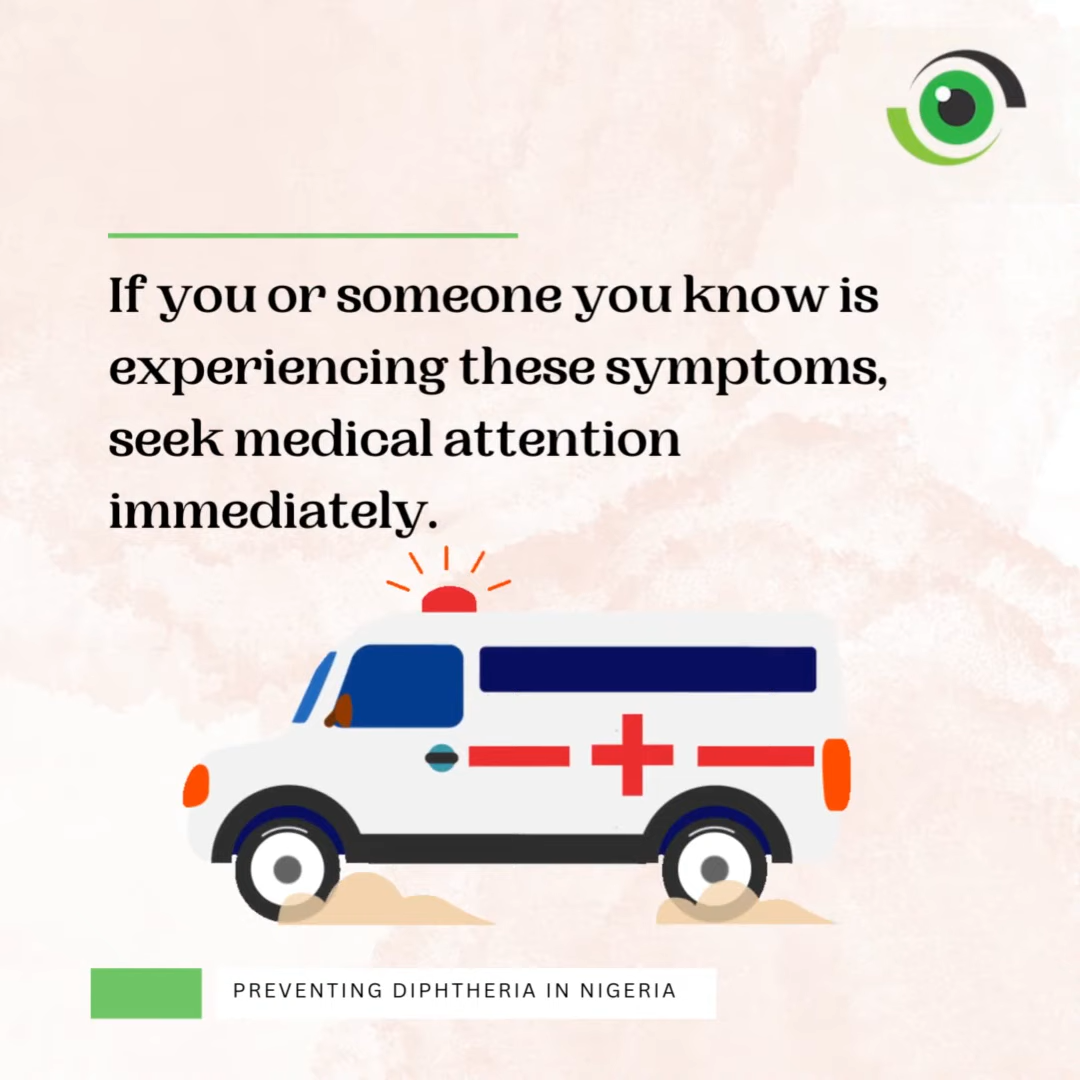 If you or someone you know is
experiencing these symptoms,
seek medical attention
immediately.
PREVENTING DIPHTHERIA IN NIGERIA